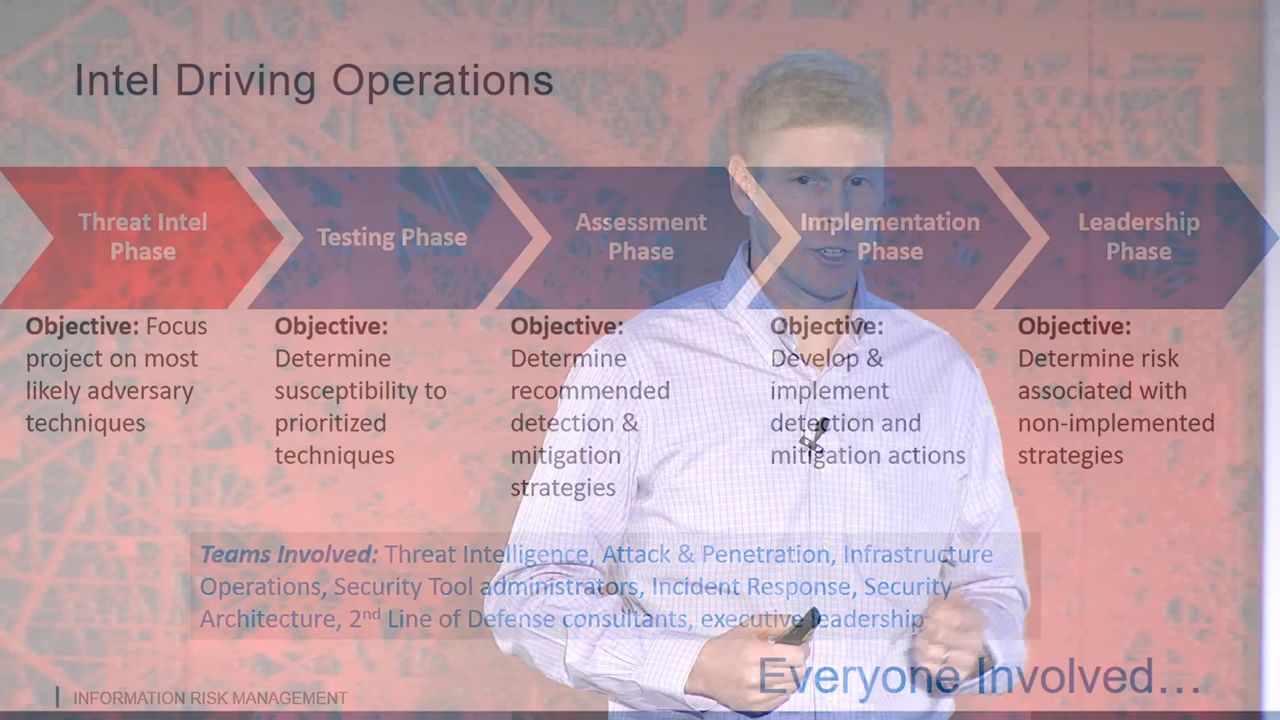 Intel Driving Operations
Threat Intel
Phase
Testing Phase
Assessment
Phase
Implementation
Phase
Leadership
Phase
Objective: Focus
project on most
likely adversary
techniques
Objective:
Determine
susceptibility to
prioritized
techniques
Objective:
Determine
recommended
detection &
mitigation
strategies
Objective:
Develop &
implement
detection and
mitigation actions
Objective:
Determine risk
associated with
non-implemented
strategies
Teams Involved: Threat Intelligence, Attack & Penetration, Infrastructure
Operations, Security Tool administrators, Incident Response, Security
Architecture, 2nd Line of Defense consultants, executive leadership
Everyone Involved...
INFORMATION RISK MANAGEMENT